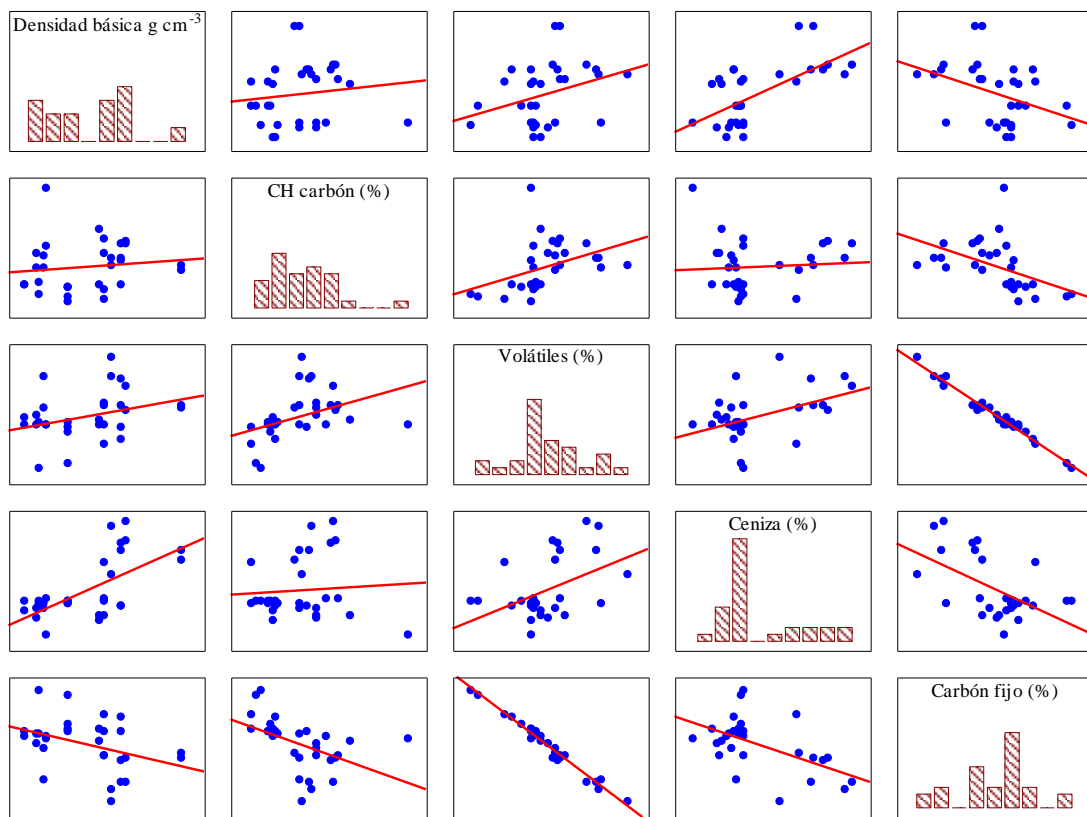 Densidad básica g cm-3
CH carbón (%)
Volátiles (%)
Ceniza (%)
Carbón fijo (%)